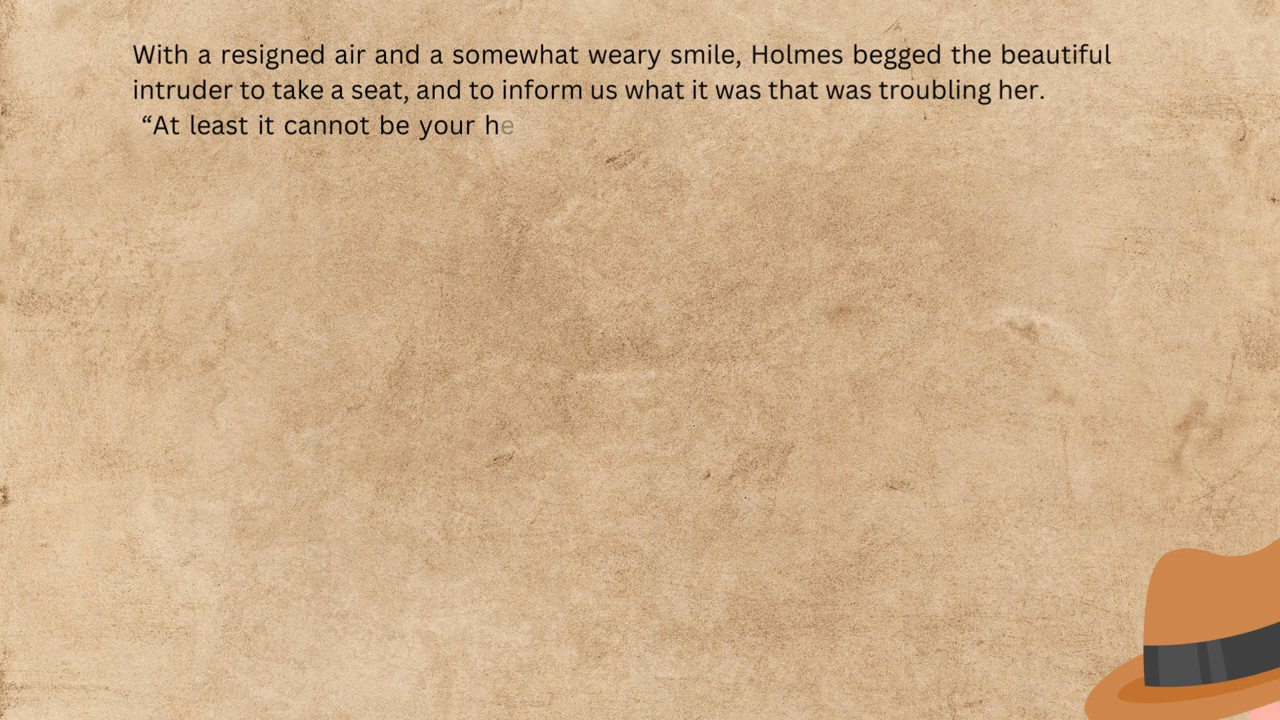 With a resigned air and a somewhat weary smile, Holmes begged the beautiful
intruder to take a seat, and to inform us what it was that was troubling her.
“At least it cannot be your he